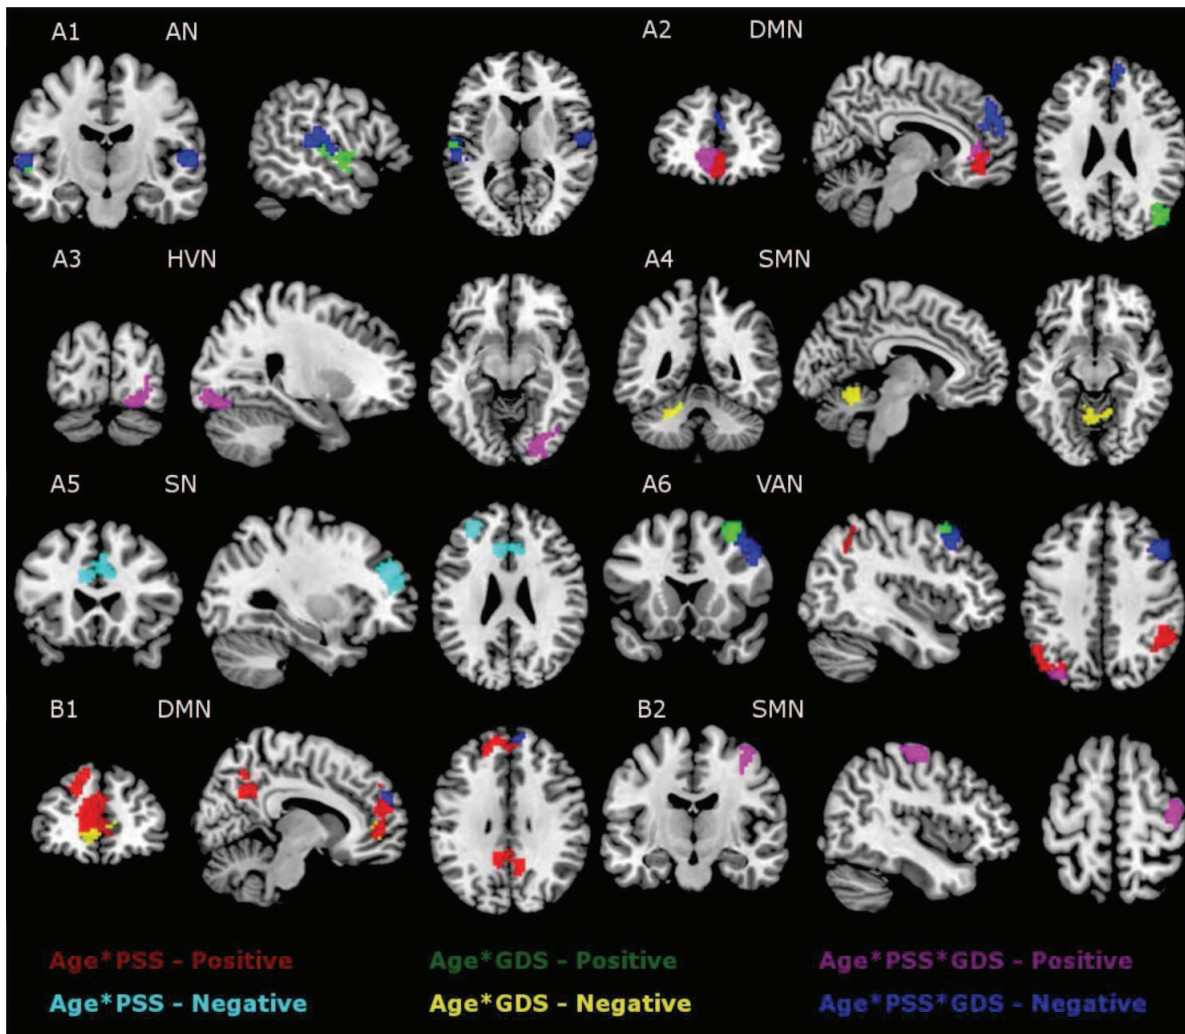 A1 AN A2 DMN
A3 HVN A4 SMN
A5 SN A6 VAN
B1 DMN B2 SMN
Age*PSS – Positive Age*GDS – Positive Age*PSS*GDS – Positive
Age*PSS – Negative Age*GDS – Negative Age*PSS*GDS – Negative